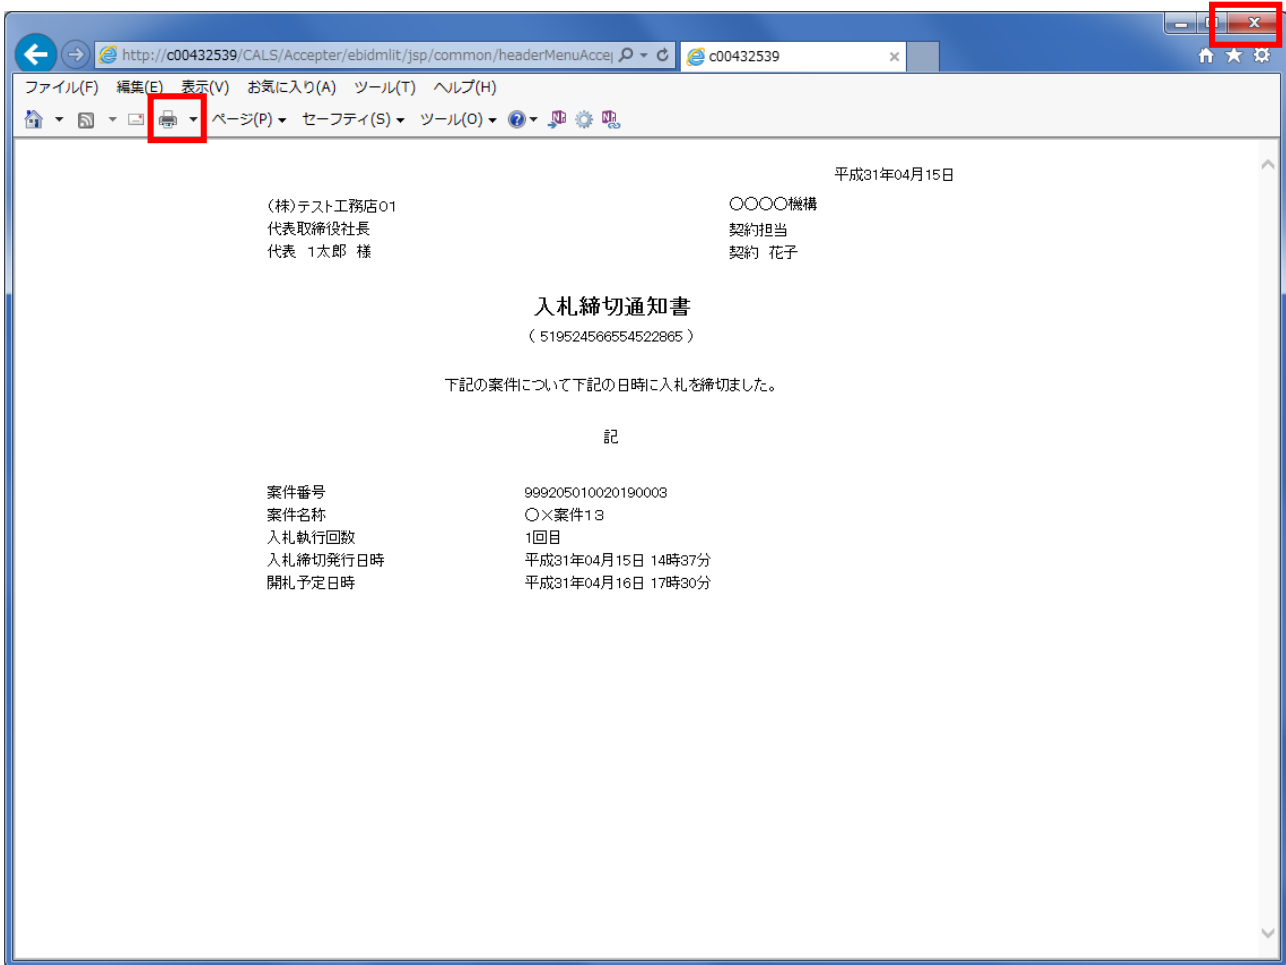 http://c00432539/CALS/Accepter/ebidmlit/jsp/common/headerMenuAccep
c00432539
ファイル(F) 編集(E) 表示(V) お気に入り(A) ツール(T) ヘルプ(H)
ページ(P) セーフティ(S) ツール(O)
平成31年04月15日
(株)テスト工務店01
〇〇〇〇機構
代表取締役社長
契約担当
代表 1太郎 様
契約 花子
入札締切通知書
( 519524566554522865 )
下記の案件について下記の日時に入札を締切ました。
記
案件番号 999205010020190003
案件名称 〇×案件13
入札執行回数 1回目
入札締切発行日時 平成31年04月15日 14時37分
開札予定日時 平成31年04月16日 17時30分